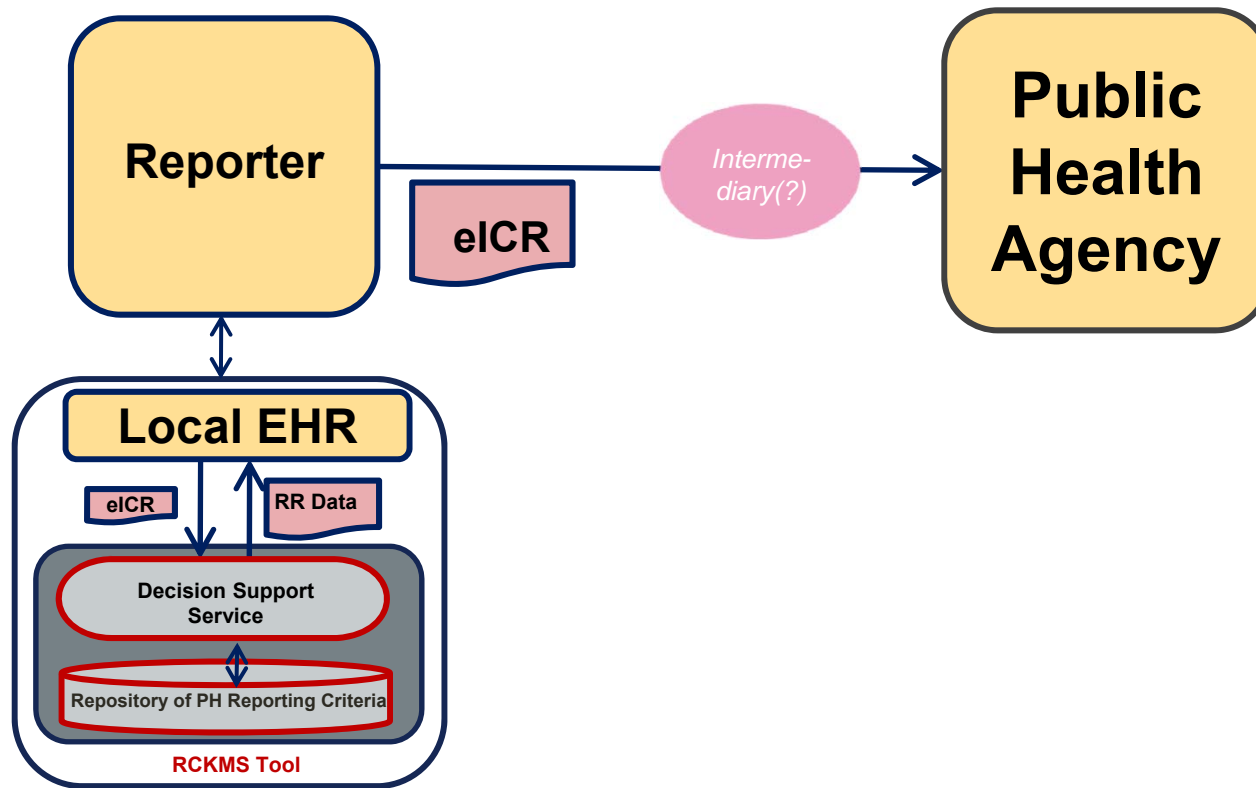 Reporter
eICR
Interme-
diary(?)
Public
Health
Agency
Local EHR
eICR
RR Data
Decision Support
Service
Repository of PH Reporting Criteria
RCKMS Tool